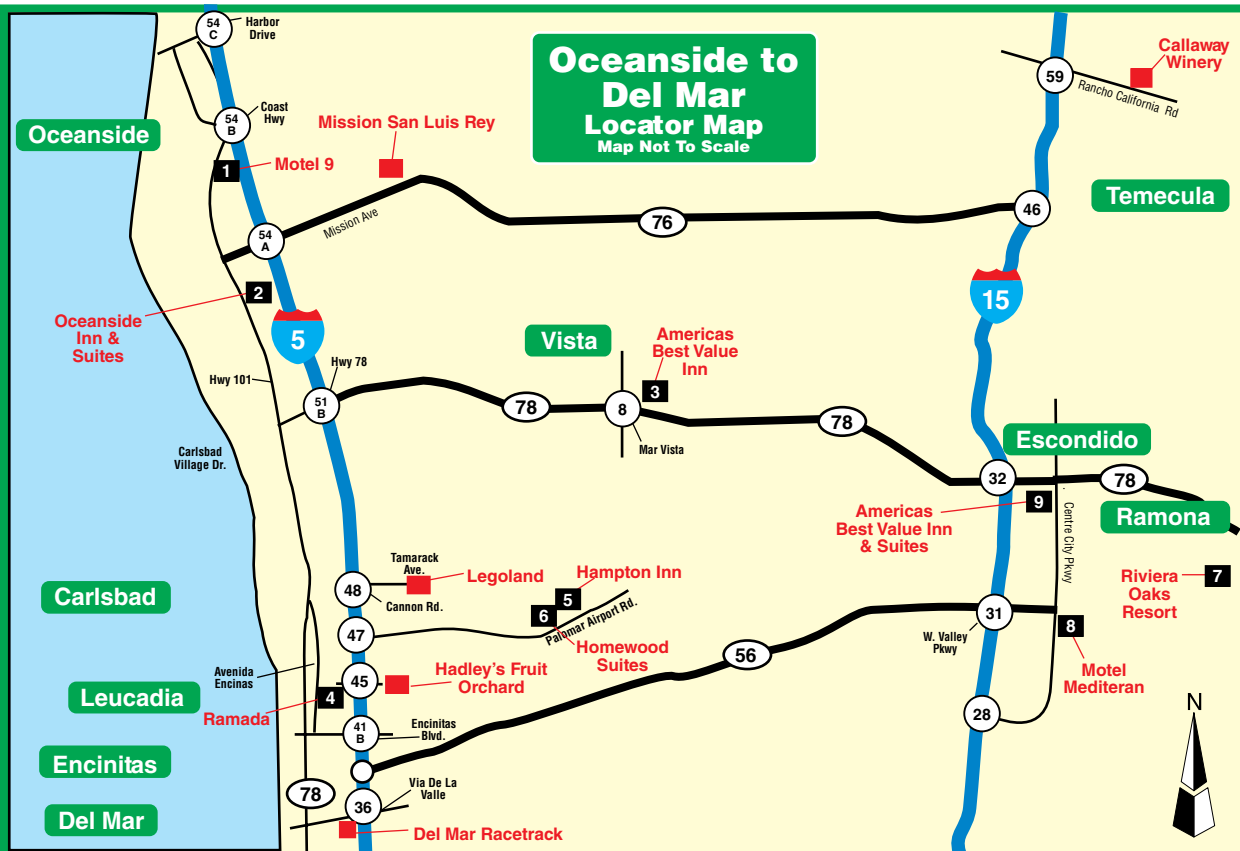 Oceanside to
Del Mar
Locator Map
Map Not To Scale
54
C
Harbor
Drive
54
B
Coast
Hwy
Oceanside
1
Motel 9
Mission San Luis Rey
54
A
Mission Ave
76
59
Callaway
Winery
Rancho California Rd
46
Temecula
2
Oceanside
Inn &
Suites
5
15
Hwy 101
Hwy 78
51
B
Vista
Americas
Best Value
Inn
3
78
8
Mar Vista
78
Carlsbad
Village Dr.
Escondido
32
78
9
Americas
Best Value Inn
& Suites
Centre City Pkwy
Ramona
Riviera
Oaks
Resort
7
Carlsbad
Tamarack
Ave.
48
Cannon Rd.
Legoland
5
Hampton Inn
6
Palomar Airport Rd.
Homewood
Suites
47
31
W. Valley
Pkwy
8
Motel
Mediteran
56
Avenida
Encinas
45
Hadley's Fruit
Orchard
Leucadia
4
Ramada
41
B
Encinitas
Blvd.
28
Encinitas
78
36
Via De La
Valle
Del Mar
Del Mar Racetrack
N